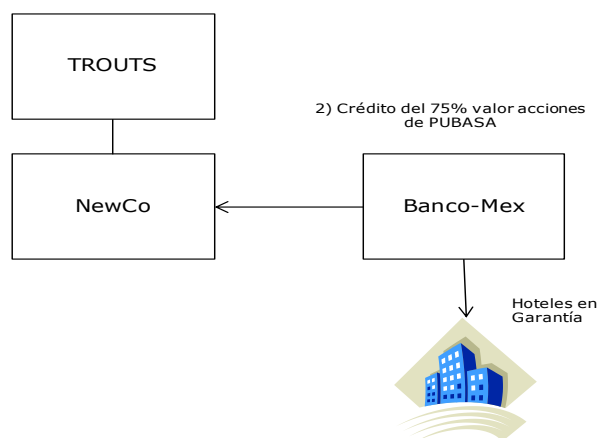 TROUTS
2) Crédito del 75% valor acciones
de PUBASA
NewCo
Banco-Mex
Hoteles en
Garantía